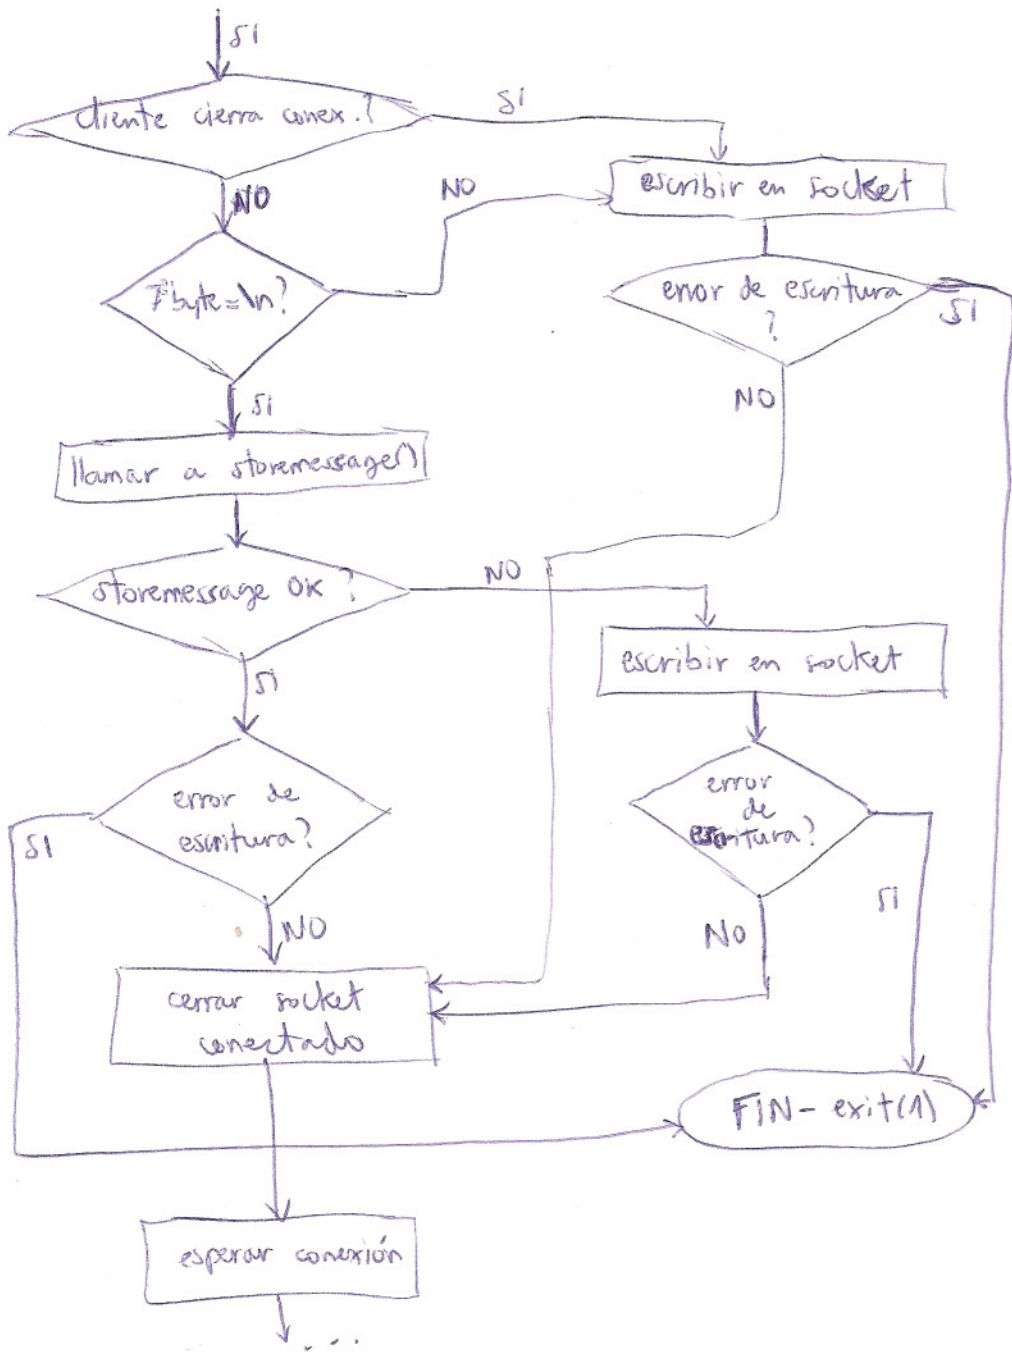 SI
cliente cierra conex.?
SI
NO
escribir en socket
NO
7º byte=\n?
error de escritura
?
SI
SI
NO
llamar a storemessage()
storemessage OK?
NO
SI
escribir en socket
error de
escritura?
error
de
escritura?
SI
SI
NO
NO
cerrar socket
conectado
FIN - exit(1)
esperar conexión
...